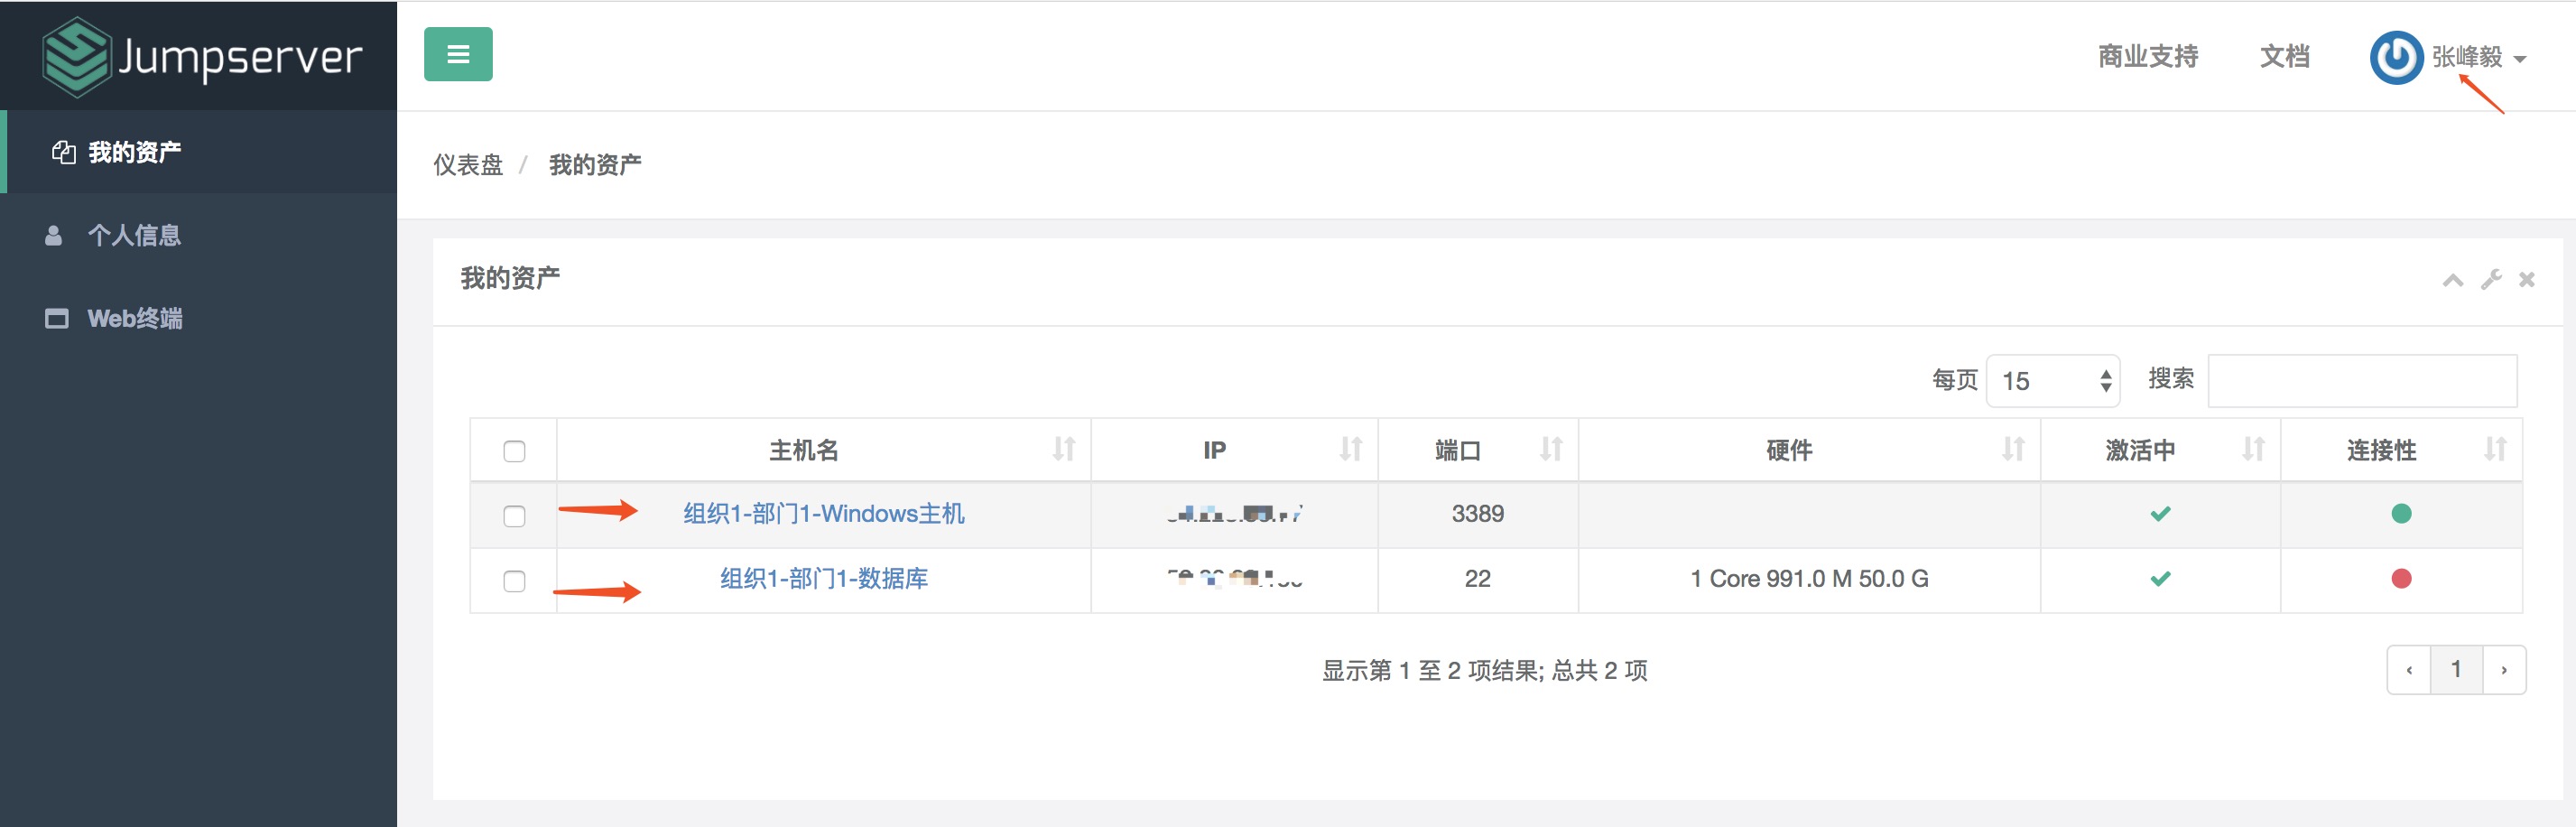 Jumpserver
商业支持 文档 张峰毅
我的资产
个人信息
Web终端
仪表盘 / 我的资产
我的资产
每页 15 搜索
主机名 IP 端口 硬件 激活中 连接性
组织1-部门1-Windows主机 3389
组织1-部门1-数据库 22 1 Core 991.0 M 50.0 G
显示第 1 至 2 项结果; 总共 2 项
‹ 1 ›